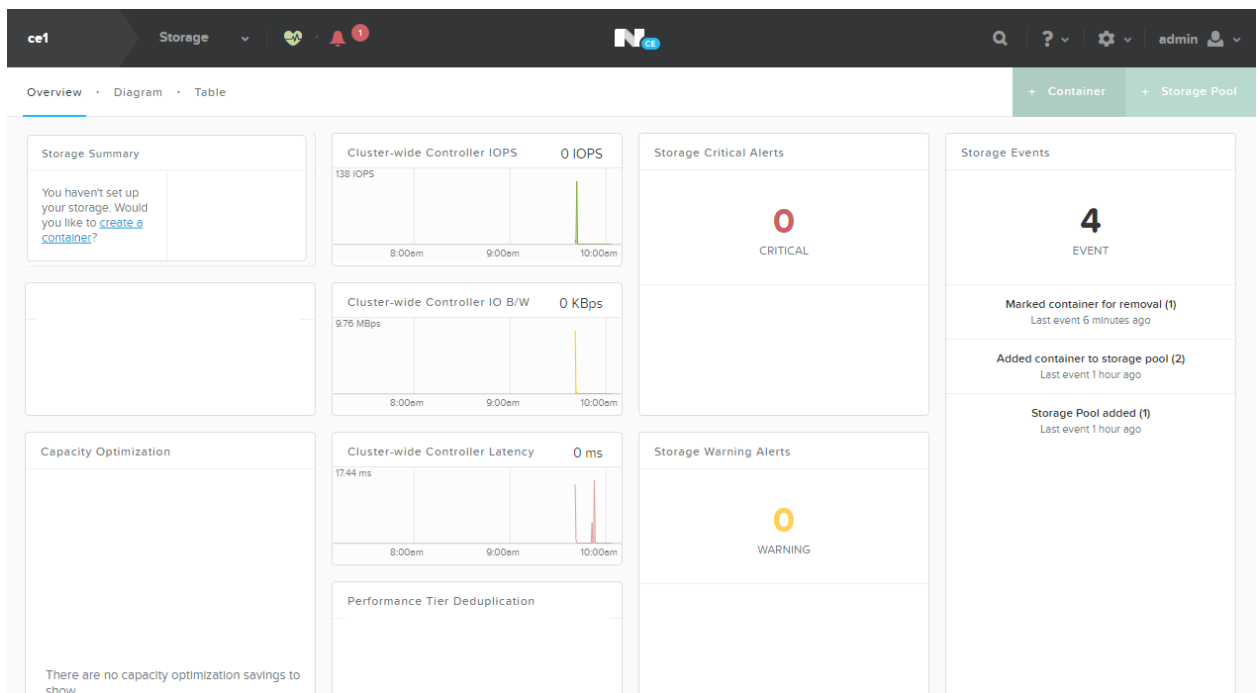 ce1
Storage
1
N CE
?
admin
Overview · Diagram · Table
+ Container
+ Storage Pool
Storage Summary
You haven't set up
your storage. Would
you like to create a
container?
Capacity Optimization
There are no capacity optimization savings to
show.
Cluster-wide Controller IOPS 0 IOPS
138 IOPS
8:00am 9:00am 10:00am
Cluster-wide Controller IO B/W 0 KBps
9.76 MBps
8:00am 9:00am 10:00am
Cluster-wide Controller Latency 0 ms
17.44 ms
8:00am 9:00am 10:00am
Performance Tier Deduplication
Storage Critical Alerts
0
CRITICAL
Storage Warning Alerts
0
WARNING
Storage Events
4
EVENT
Marked container for removal (1)
Last event 6 minutes ago
Added container to storage pool (2)
Last event 1 hour ago
Storage Pool added (1)
Last event 1 hour ago